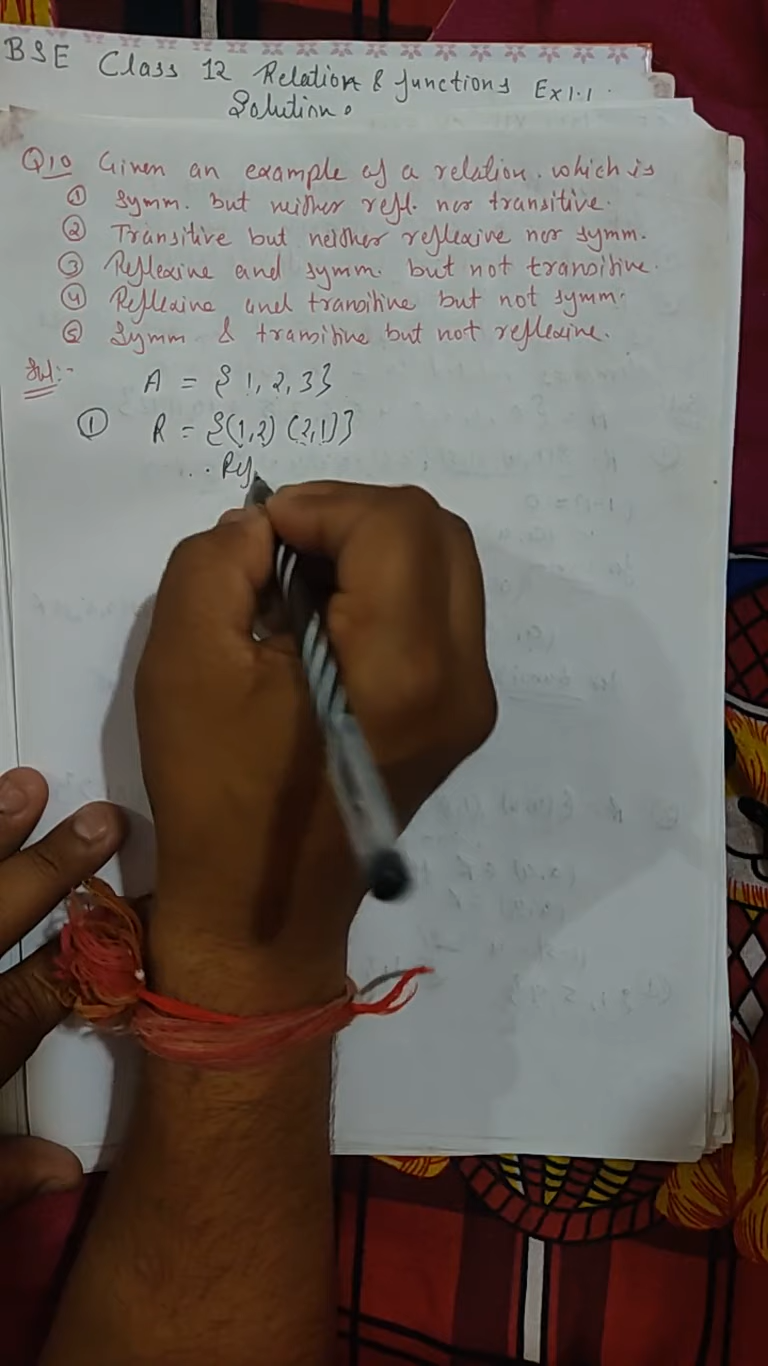 BSE Class 12 Relation & functions Ex 1.1.
Solution.
Q10 Given an example of a relation. which is
① Symm. but neither refl. nor transitive.
② Transitive but neither reflexive nor symm.
③ Reflexive and symm. but not transitive.
④ Reflexive and transitive but not symm.
⑤ Symm & transitive but not reflexive.
Sol:-
A = {1, 2, 3}
① R = {(1,2) (2,1)}
Ref